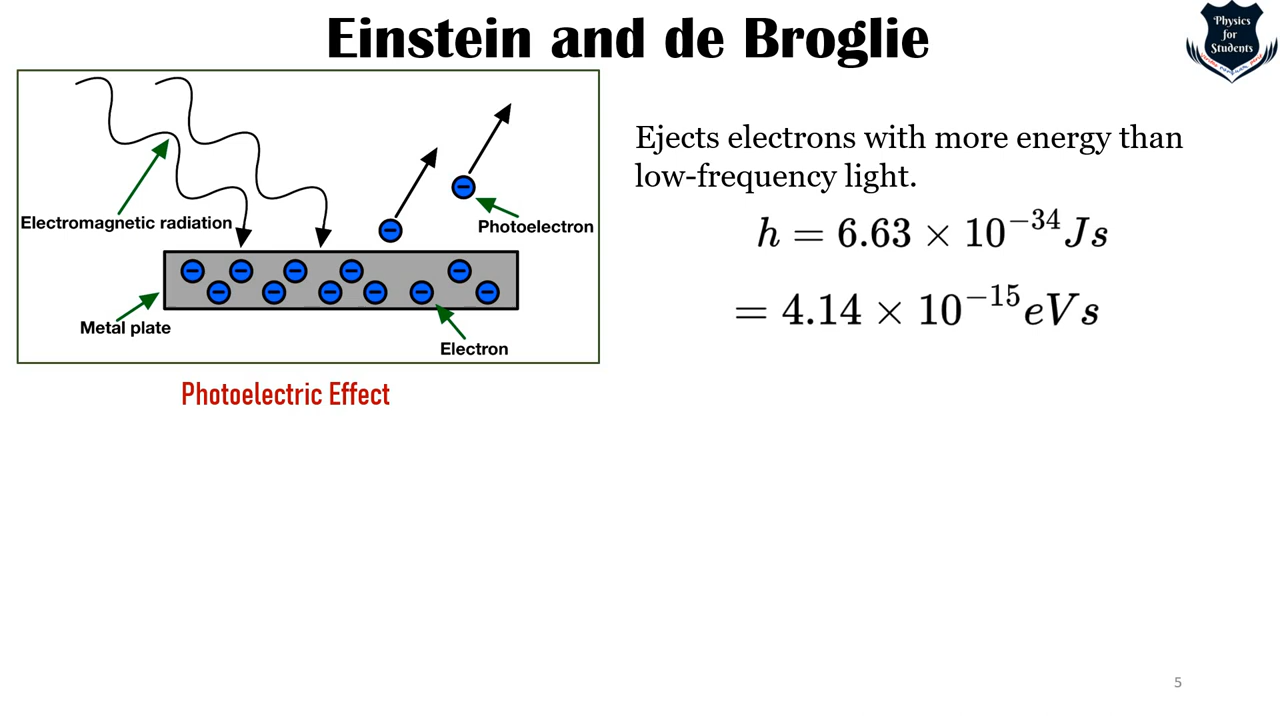 Einstein and de Broglie
Physics
for
Students
Electromagnetic radiation
Photoelectron
Metal plate
Electron
Photoelectric Effect
Ejects electrons with more energy than
low-frequency light.
h = 6.63 × 10⁻³⁴ Js
= 4.14 × 10⁻¹⁵ eVs
5